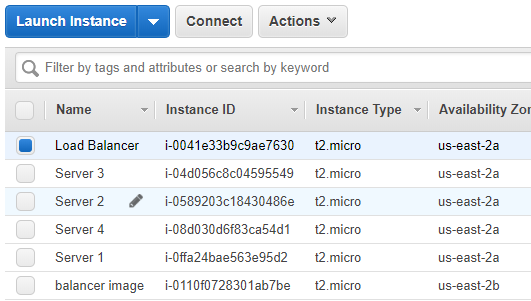 Launch Instance Connect Actions
Filter by tags and attributes or search by keyword
Name Instance ID Instance Type Availability Zon
Load Balancer i-0041e33b9c9ae7630 t2.micro us-east-2a
Server 3 i-04d056c8c04595549 t2.micro us-east-2a
Server 2 i-0589203c18430486e t2.micro us-east-2a
Server 4 i-08d030d6f83ca54d1 t2.micro us-east-2a
Server 1 i-0ffa24bae563e95d2 t2.micro us-east-2a
balancer image i-0110f0728301ab7be t2.micro us-east-2b